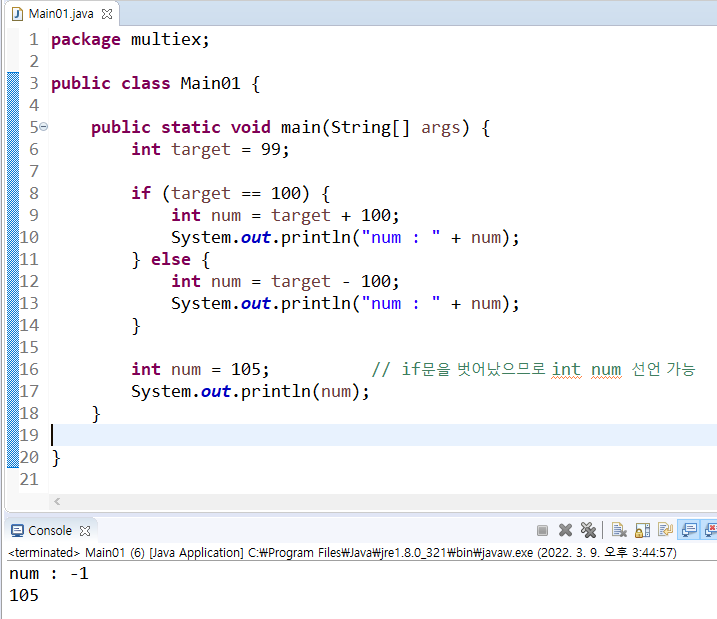 Main01.java
1 package multiex;
2
3 public class Main01 {
4
5     public static void main(String[] args) {
6         int target = 99;
7
8         if (target == 100) {
9             int num = target + 100;
10             System.out.println("num : " + num);
11         } else {
12             int num = target - 100;
13             System.out.println("num : " + num);
14         }
15
16         int num = 105;          // if문을 벗어났으므로 int num 선언 가능
17         System.out.println(num);
18     }
19
20 }
21
Console
<terminated> Main01 (6) [Java Application] C:₩Program Files₩Java₩jre1.8.0_321₩bin₩javaw.exe (2022. 3. 9. 오후 3:44:57)
num : -1
105